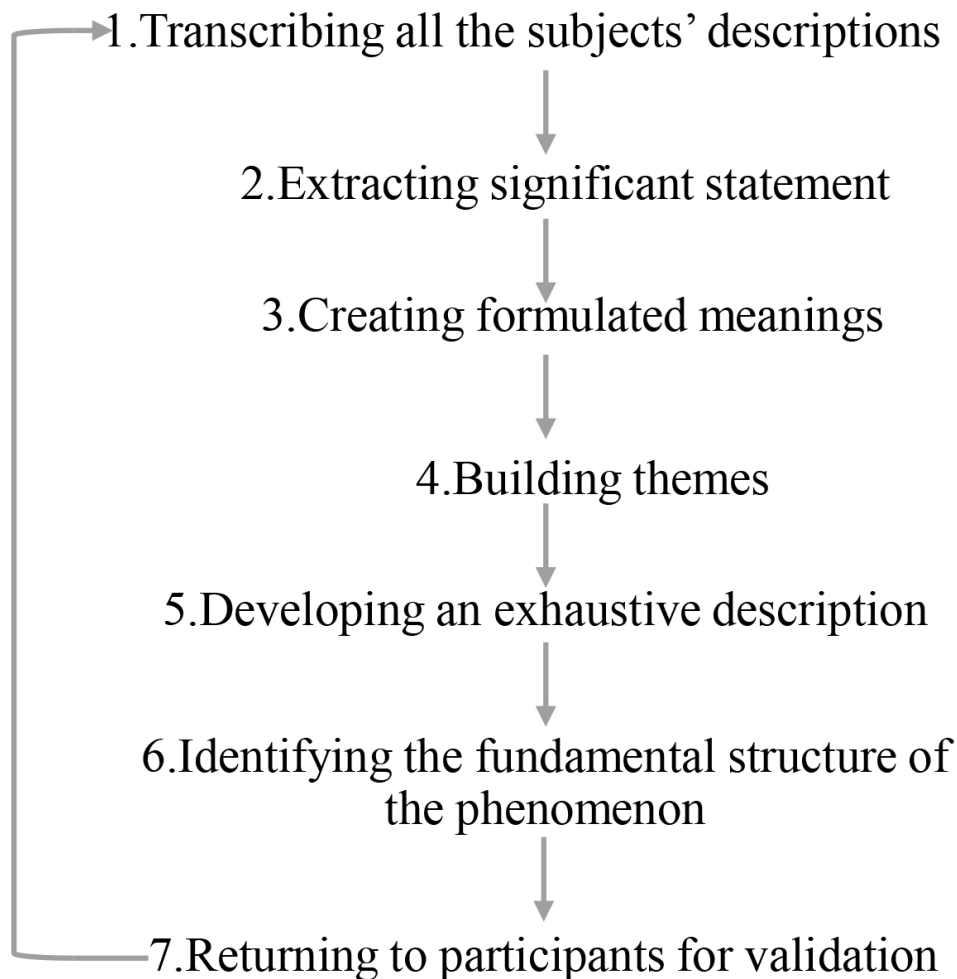 1.Transcribing all the subjects’ descriptions
2.Extracting significant statement
3.Creating formulated meanings
4.Building themes
5.Developing an exhaustive description
6.Identifying the fundamental structure of
the phenomenon
7.Returning to participants for validation